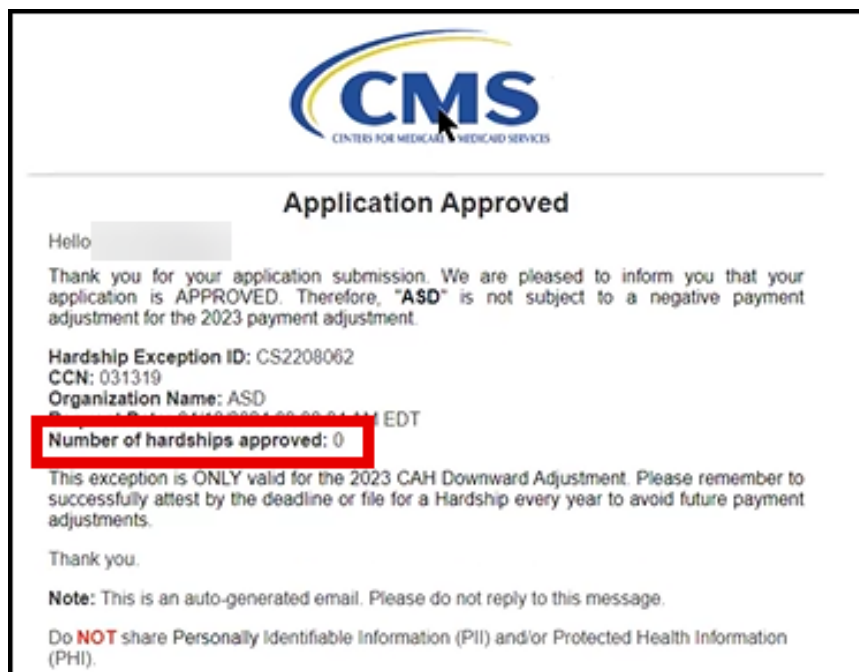 CMS
CENTERS FOR MEDICARE & MEDICAID SERVICES
Application Approved
Hello
Thank you for your application submission. We are pleased to inform you that your
application is APPROVED. Therefore, "ASD" is not subject to a negative payment
adjustment for the 2023 payment adjustment.
Hardship Exception ID: CS2208062
CCN: 031319
Organization Name: ASD
EDT
Number of hardships approved: 0
This exception is ONLY valid for the 2023 CAH Downward Adjustment. Please remember to
successfully attest by the deadline or file for a Hardship every year to avoid future payment
adjustments.
Thank you.
Note: This is an auto-generated email. Please do not reply to this message.
Do NOT share Personally Identifiable Information (PII) and/or Protected Health Information
(PHI).